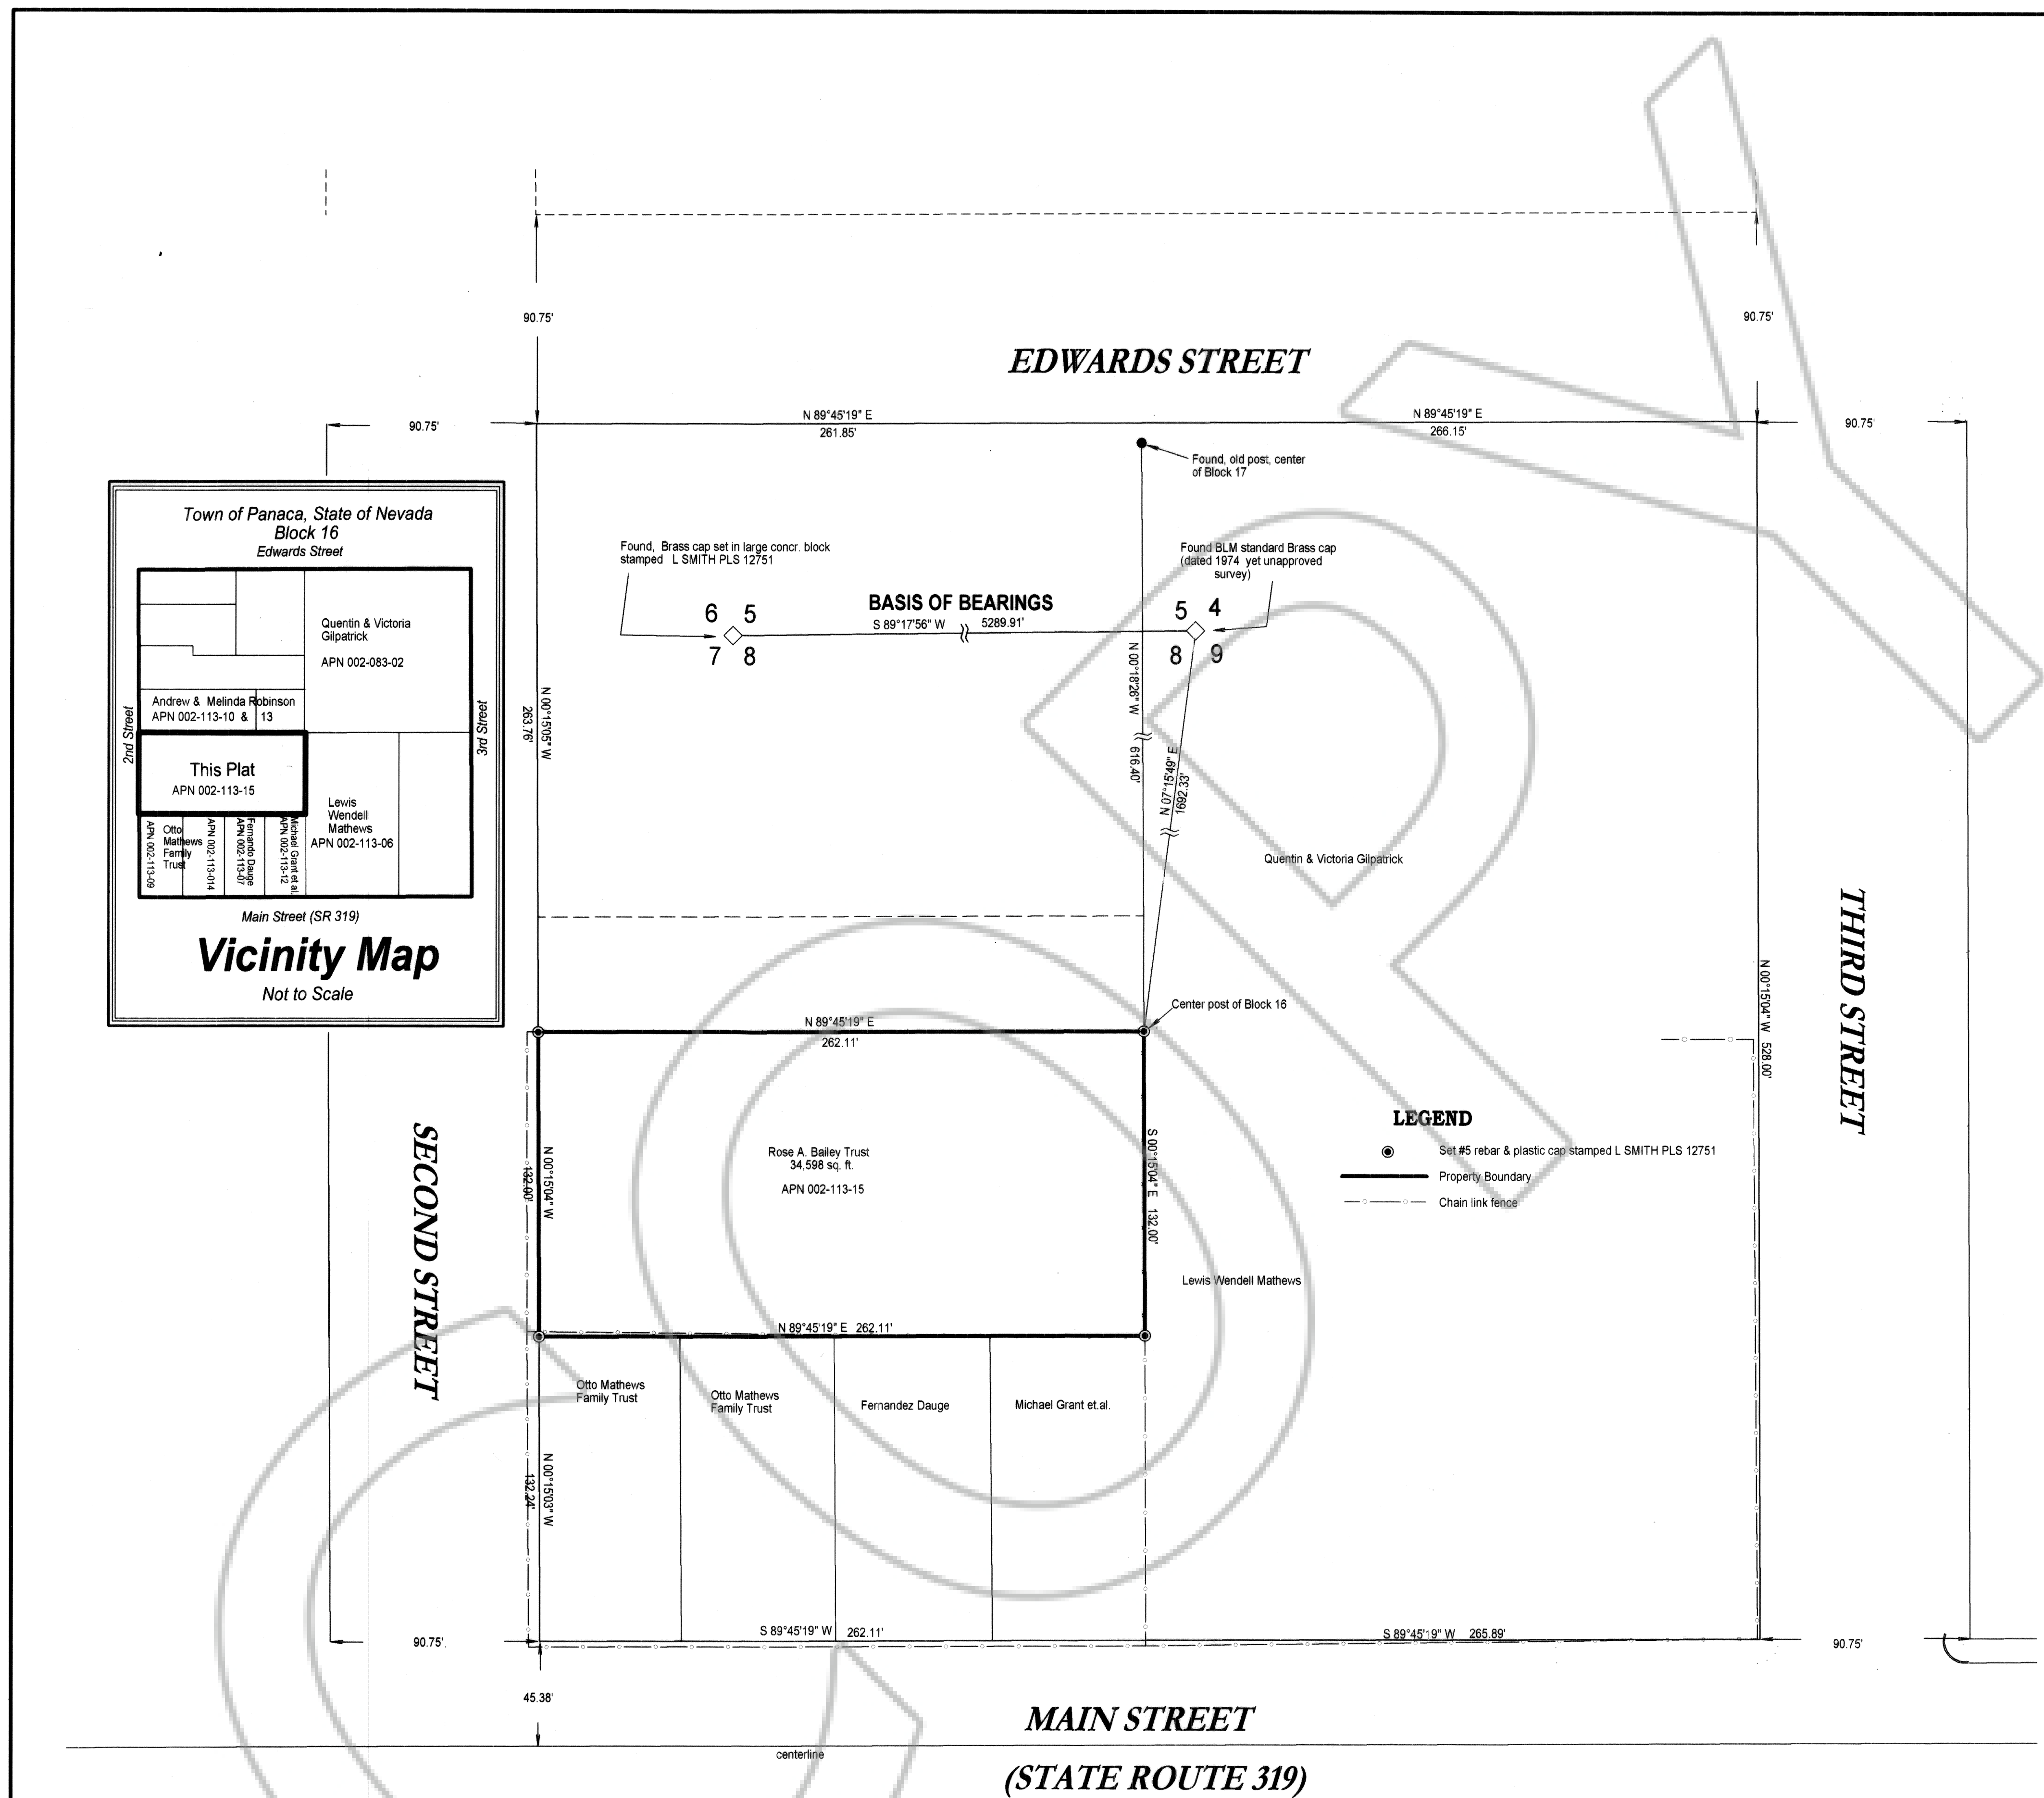 90.75'
90.75'
EDWARDS STREET
N 89°45'19" E
261.85'
N 89°45'19" E
266.15'
90.75'
90.75'
Found, old post, center
of Block 17
Town of Panaca, State of Nevada
Block 16
Edwards Street
Quentin & Victoria
Gilpatrick
APN 002-083-02
Andrew & Melinda Robinson
APN 002-113-10 & 13
2nd Street
3rd Street
This Plat
APN 002-113-15
Lewis
Wendell
Mathews
APN 002-113-06
Otto
Mathews
Family
Trust
APN 002-113-09
APN 002-113-014
Fernando Dauge
APN 002-113-07
Michael Grant et al.
APN 002-113-12
Main Street (SR 319)
Vicinity Map
Not to Scale
Found, Brass cap set in large concr. block
stamped L SMITH PLS 12751
Found BLM standard Brass cap
(dated 1974 yet unapproved
survey)
BASIS OF BEARINGS
S 89°17'56" W 5289.91'
6 5
7 8
5 4
8 9
N 00°15'05" W
263.76'
N 00°18'26" W 616.40'
N 07°15'49" E
1692.33'
Quentin & Victoria Gilpatrick
THIRD STREET
N 00°15'04" W 528.00'
Center post of Block 16
N 89°45'19" E
262.11'
SECOND STREET
N 00°15'04" W
132.00'
Rose A. Bailey Trust
34,598 sq. ft.
APN 002-113-15
S 00°15'04" E 132.00'
LEGEND
Set #5 rebar & plastic cap stamped L SMITH PLS 12751
Property Boundary
Chain link fence
Lewis Wendell Mathews
N 89°45'19" E 262.11'
Otto Mathews
Family Trust
Otto Mathews
Family Trust
Fernandez Dauge
Michael Grant et.al.
N 00°15'03" W
132.24'
90.75'
S 89°45'19" W 262.11'
S 89°45'19" W 265.89'
90.75'
45.38'
MAIN STREET
centerline
(STATE ROUTE 319)
COPY